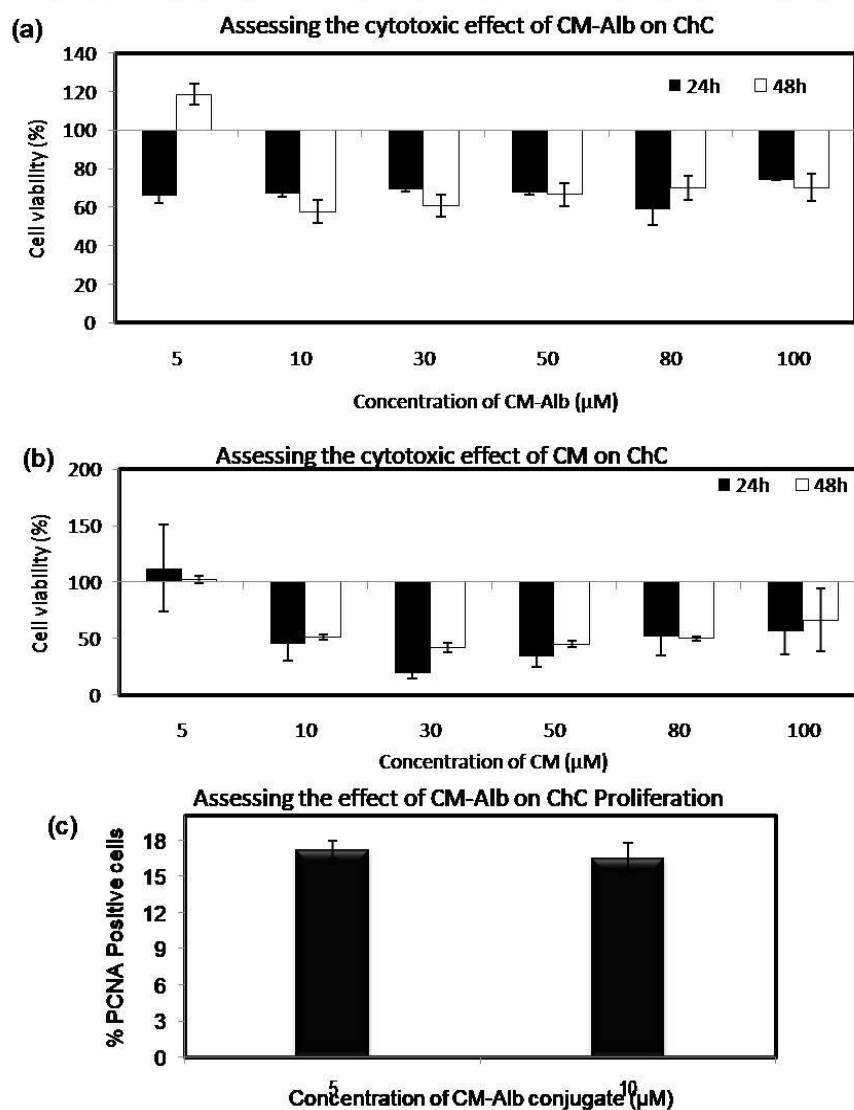 (a)
Assessing the cytotoxic effect of CM-Alb on ChC
140
120
100
80
60
40
20
0
Cell viability (%)
24h 48h
5 10 30 50 80 100
Concentration of CM-Alb (µM)
(b)
Assessing the cytotoxic effect of CM on ChC
200
150
100
50
0
Cell viability (%)
24h 48h
5 10 30 50 80 100
Concentration of CM (µM)
Assessing the effect of CM-Alb on ChC Proliferation
(c)
18
15
12
9
6
3
0
% PCNA Positive cells
5 10
Concentration of CM-Alb conjugate (µM)